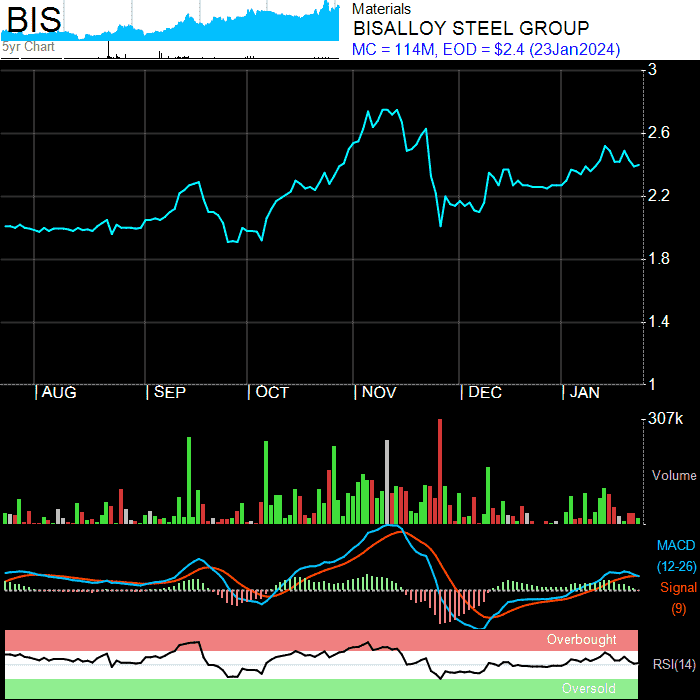 BIS
5yr Chart
Materials
BISALLOY STEEL GROUP
MC = 114M, EOD = $2.4 (23Jan2024)
3
2.6
2.2
1.8
1.4
1
| AUG | SEP | OCT | NOV | DEC | JAN
307k
Volume
MACD
(12-26)
Signal
(9)
Overbought
RSI(14)
Oversold